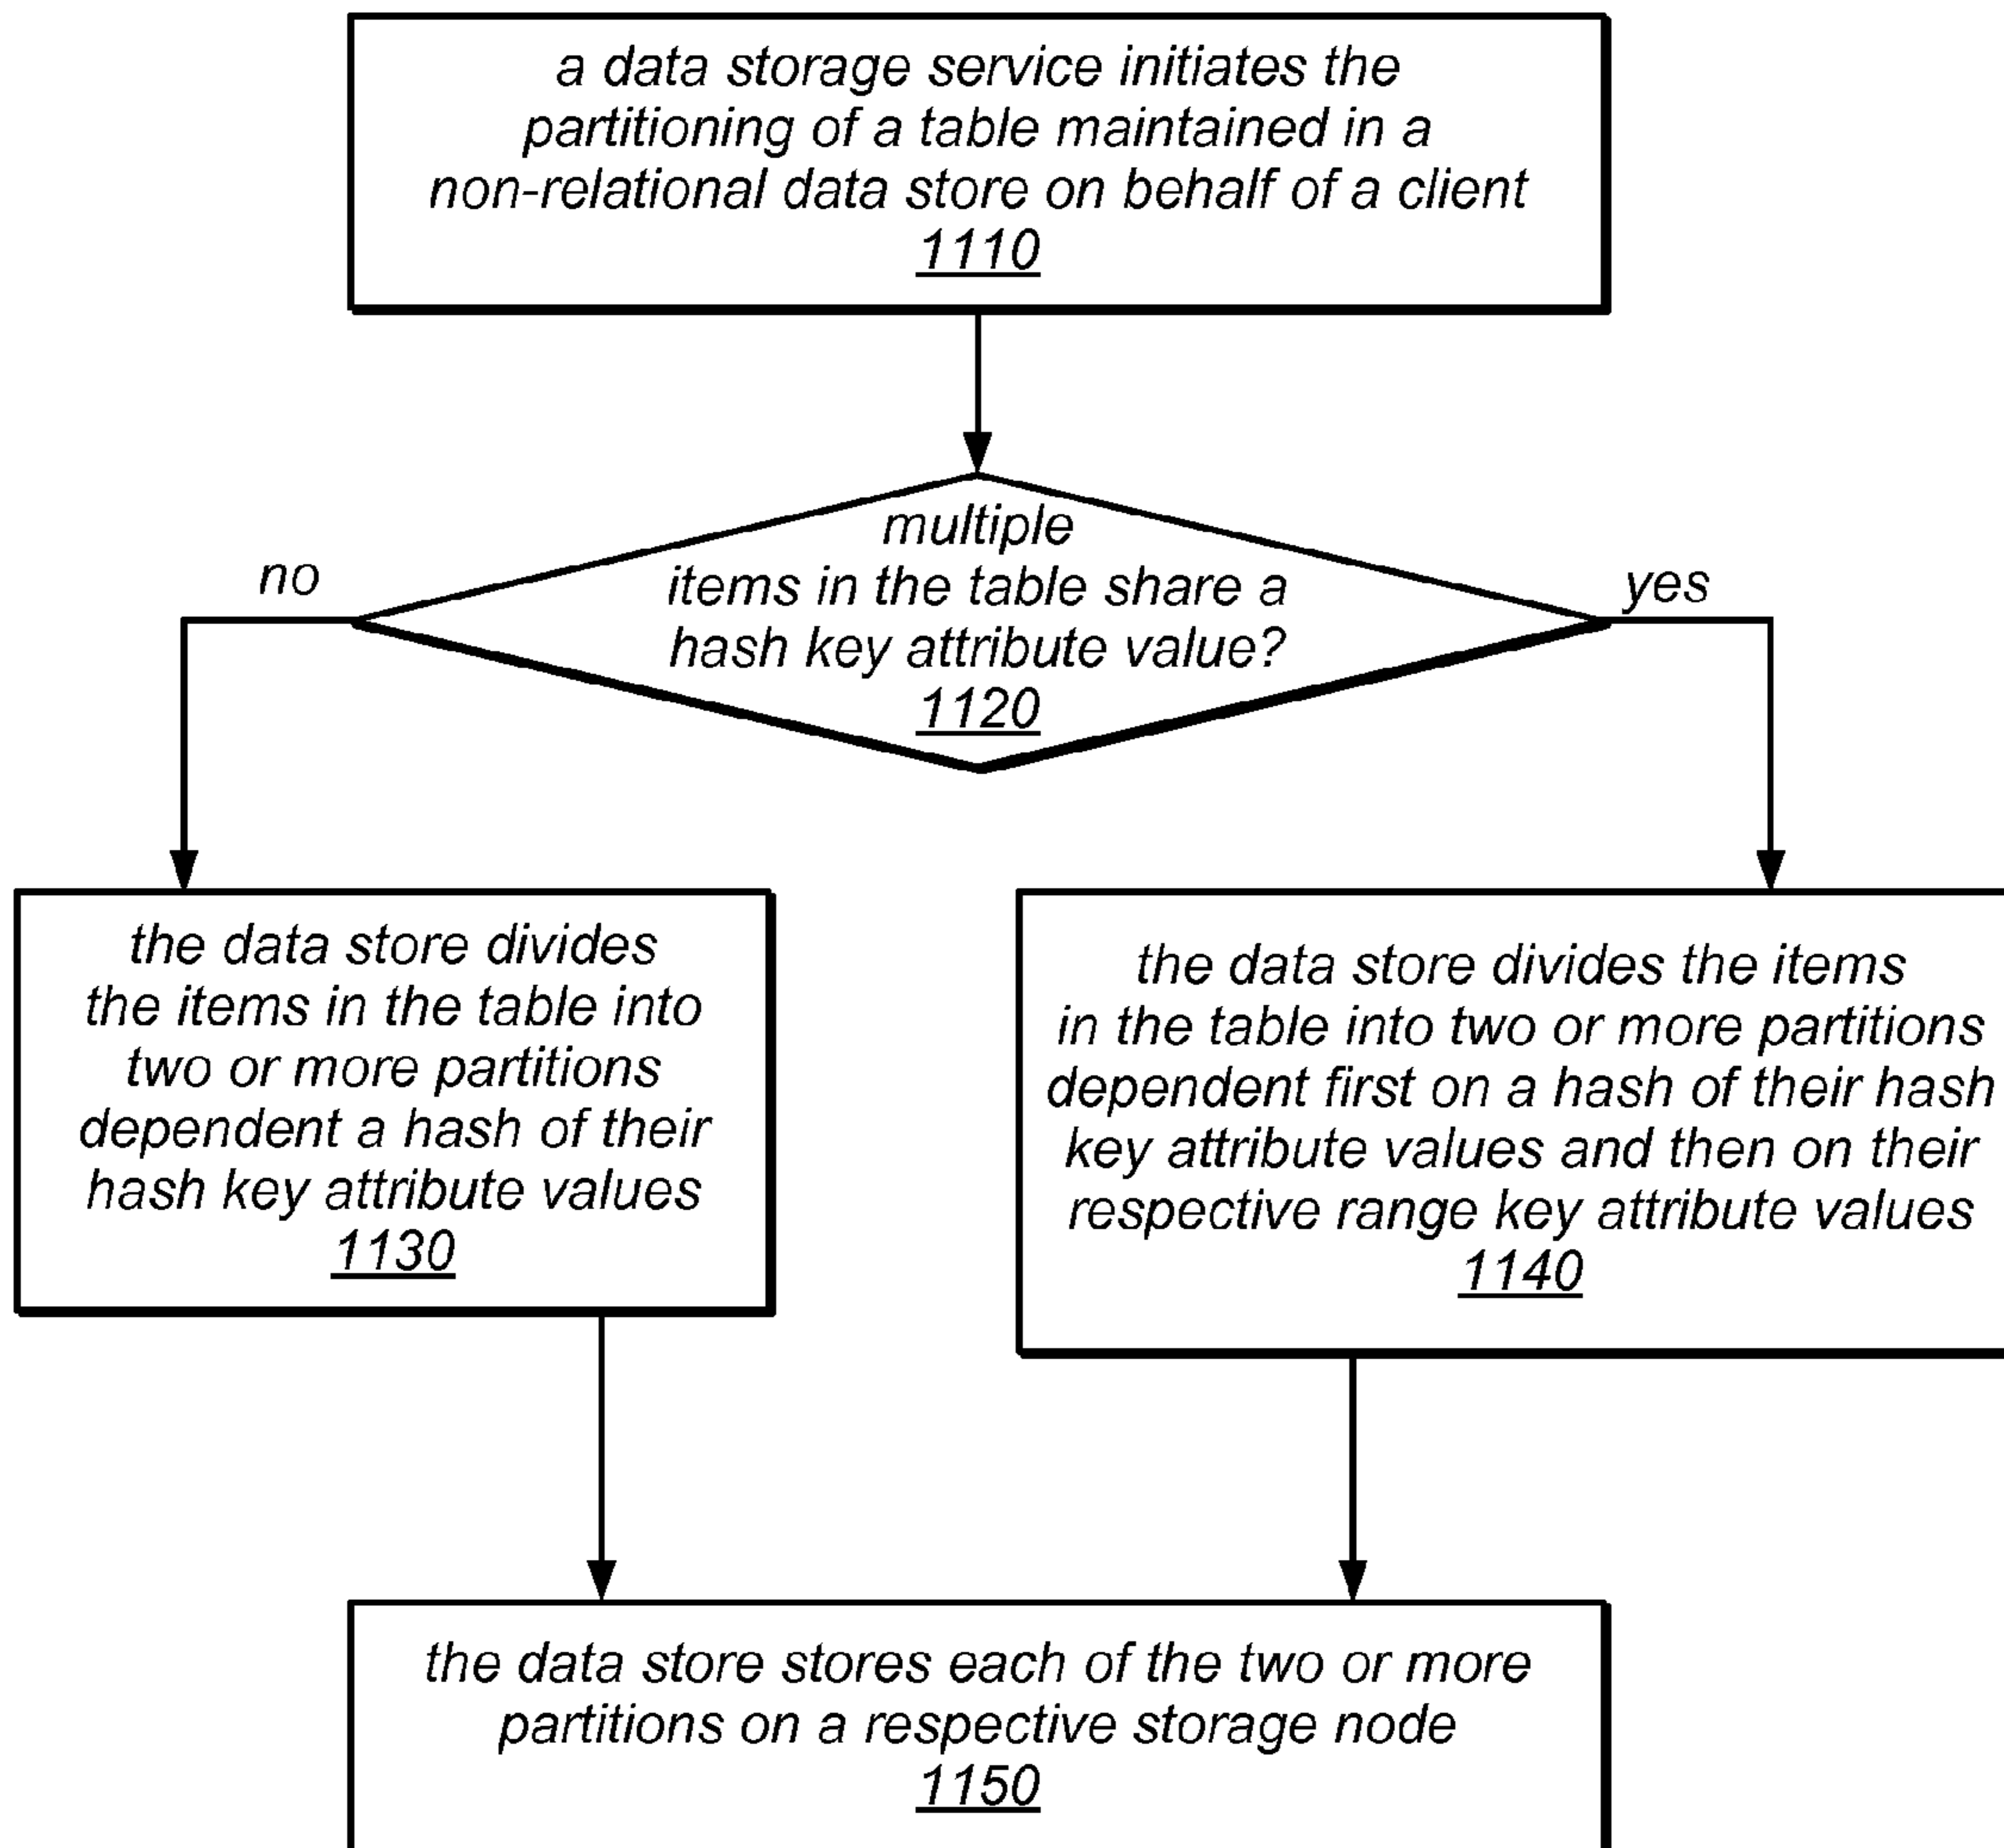 a data storage service initiates the
partitioning of a table maintained in a
non-relational data store on behalf of a client
1110
multiple
items in the table share a
hash key attribute value?
1120
no
yes
the data store divides
the items in the table into
two or more partitions
dependent a hash of their
hash key attribute values
1130
the data store divides the items
in the table into two or more partitions
dependent first on a hash of their hash
key attribute values and then on their
respective range key attribute values
1140
the data store stores each of the two or more
partitions on a respective storage node
1150